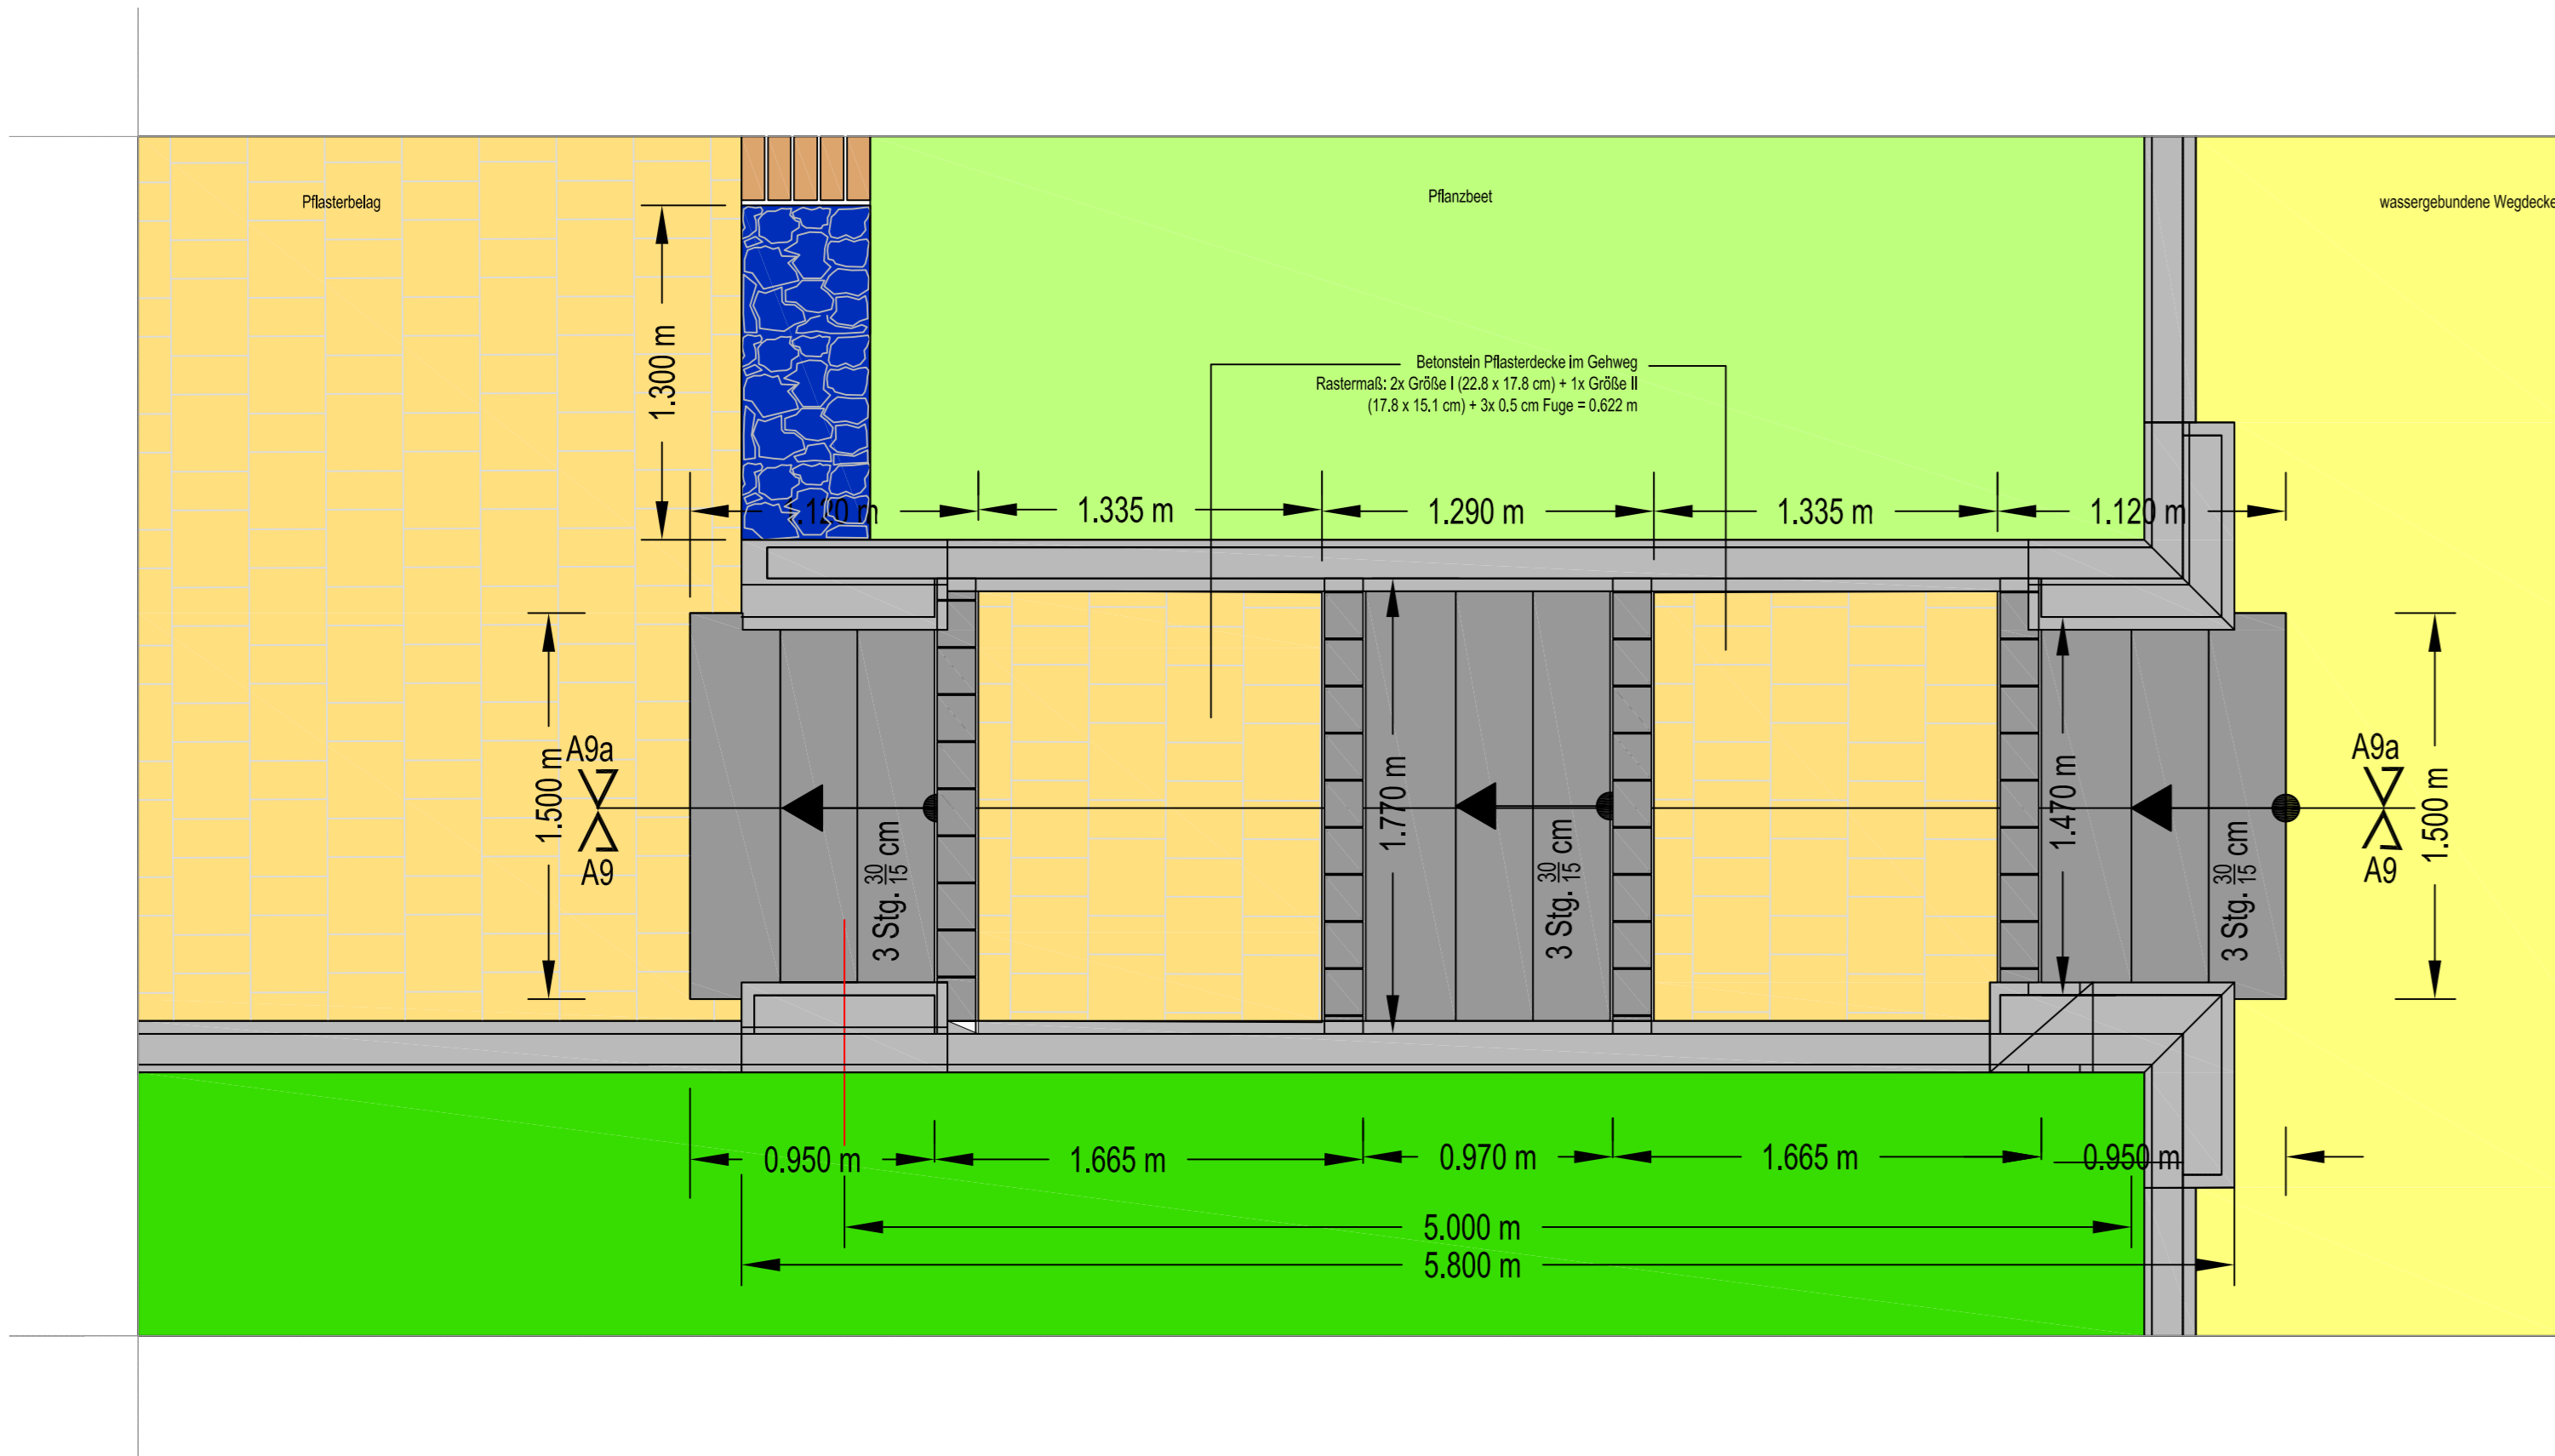 Pflasterbelag
Pflanzbeet
wassergebundene Wegdecke
Betonstein Pflasterdecke im Gehweg
Rastermaß: 2x Größe I (22.8 x 17.8 cm) + 1x Größe II
(17.8 x 15.1 cm) + 3x 0.5 cm Fuge = 0.622 m
1.300 m
1.120 m
1.335 m
1.290 m
1.335 m
1.120 m
A9a
A9
1.500 m
3 Stg. 30/15 cm
1.770 m
3 Stg. 30/15 cm
1.470 m
3 Stg. 30/15 cm
A9a
A9
1.500 m
0.950 m
1.665 m
0.970 m
1.665 m
0.950 m
5.000 m
5.800 m